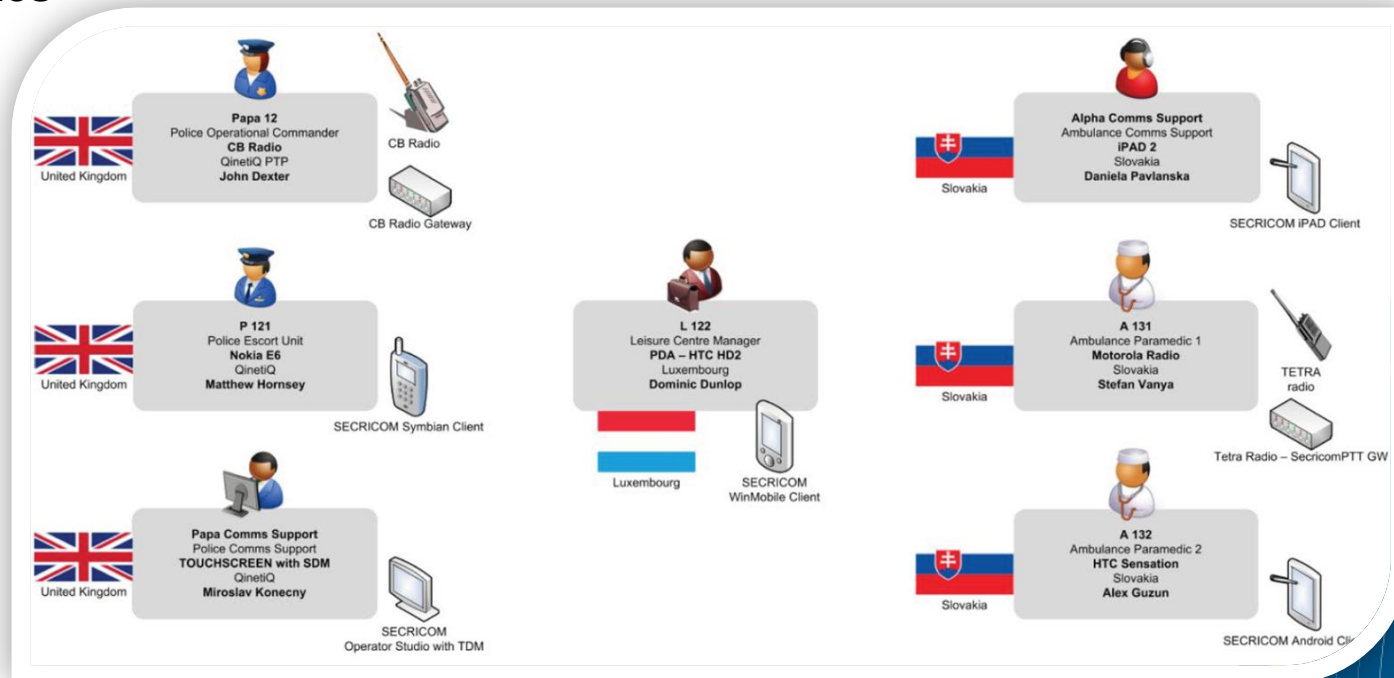 Papa 12
Police Operational Commander
CB Radio
QinetiQ PTP
John Dexter
United Kingdom
CB Radio
CB Radio Gateway
P 121
Police Escort Unit
Nokia E6
QinetiQ
Matthew Hornsey
United Kingdom
SECRICOM Symbian Client
Papa Comms Support
Police Comms Support
TOUCHSCREEN with SDM
QinetiQ
Miroslav Konecny
United Kingdom
SECRICOM
Operator Studio with TDM
L 122
Leisure Centre Manager
PDA – HTC HD2
Luxembourg
Dominic Dunlop
Luxembourg
SECRICOM
WinMobile Client
Alpha Comms Support
Ambulance Comms Support
iPAD 2
Slovakia
Daniela Pavlanska
Slovakia
SECRICOM iPAD Client
A 131
Ambulance Paramedic 1
Motorola Radio
Slovakia
Stefan Vanya
Slovakia
TETRA
radio
Tetra Radio – SecricomPTT GW
A 132
Ambulance Paramedic 2
HTC Sensation
Slovakia
Alex Guzun
Slovakia
SECRICOM Android